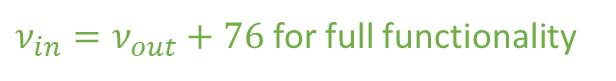 𝑣𝑖𝑛 = 𝑣𝑜𝑢𝑡 + 76 for full functionality